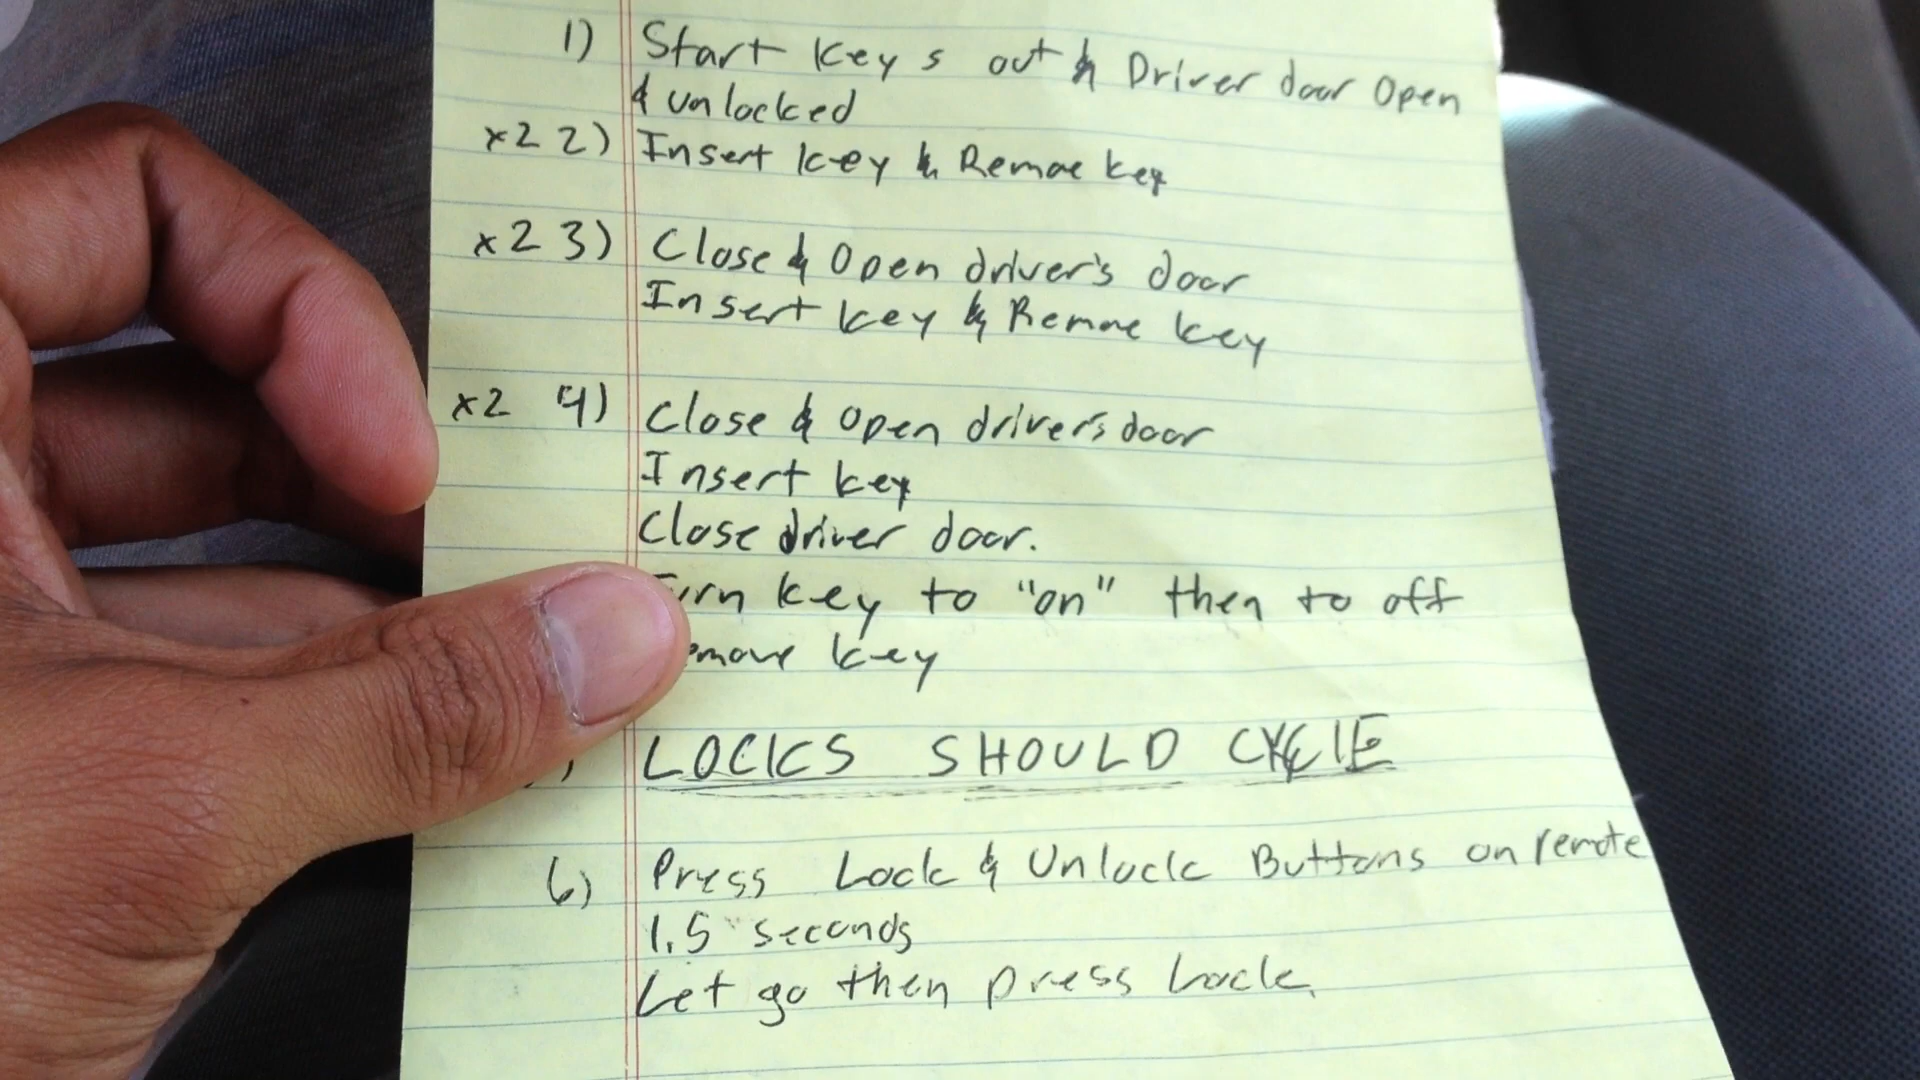 1) Start keys out & Driver door Open
& unlocked
x2 2) Insert key & Remove key
x2 3) Close & Open driver's door
Insert key & Remove key
x2 4) Close & open driver's door
Insert key
Close driver door.
Turn key to "on" then to off
Remove key
LOCKS SHOULD CYCLE
6) Press Lock & Unlock Buttons on remote
1.5 seconds
Let go then press Lock.